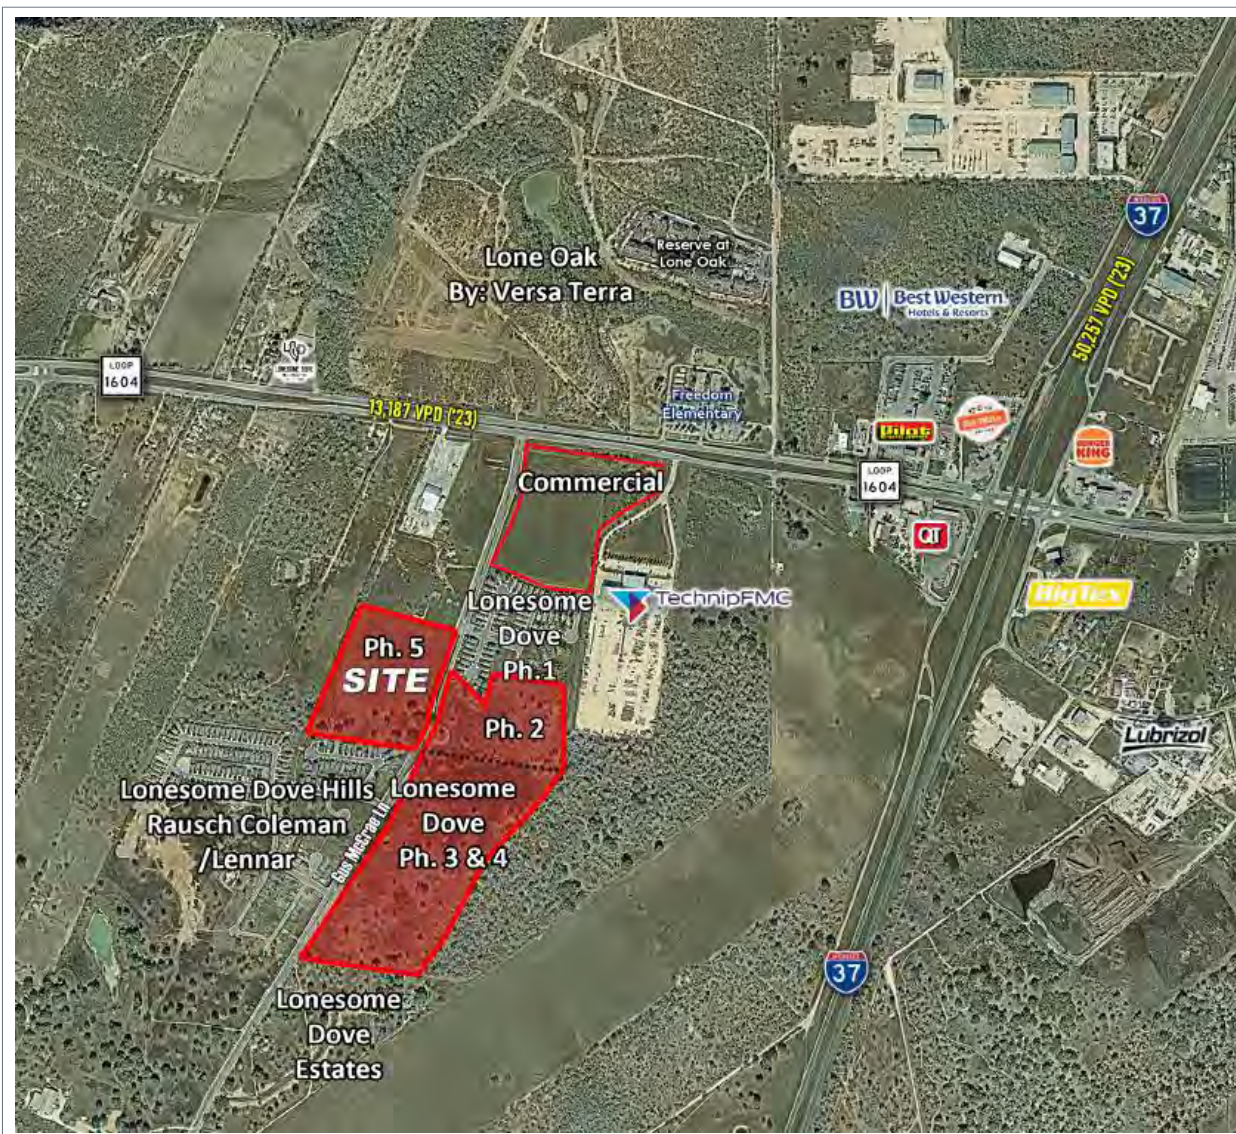 INTERSTATE
37
Reserve at
Lone Oak
Lone Oak
By: Versa Terra
BW Best Western.
Hotels & Resorts
50,257 VPD ('23)
LOOP
1604
13,187 VPD ('23)
Freedom
Elementary
Pilot
BURGER
KING
Commercial
LOOP
1604
QT
BigTex
Lonesome
Dove
Ph.1
TechnipFMC
Ph. 5
SITE
Ph. 2
Lubrizol
Lonesome Dove Hills
Rausch Coleman
/Lennar
Gus McCrae Ln
Lonesome
Dove
Ph. 3 & 4
INTERSTATE
37
Lonesome
Dove
Estates